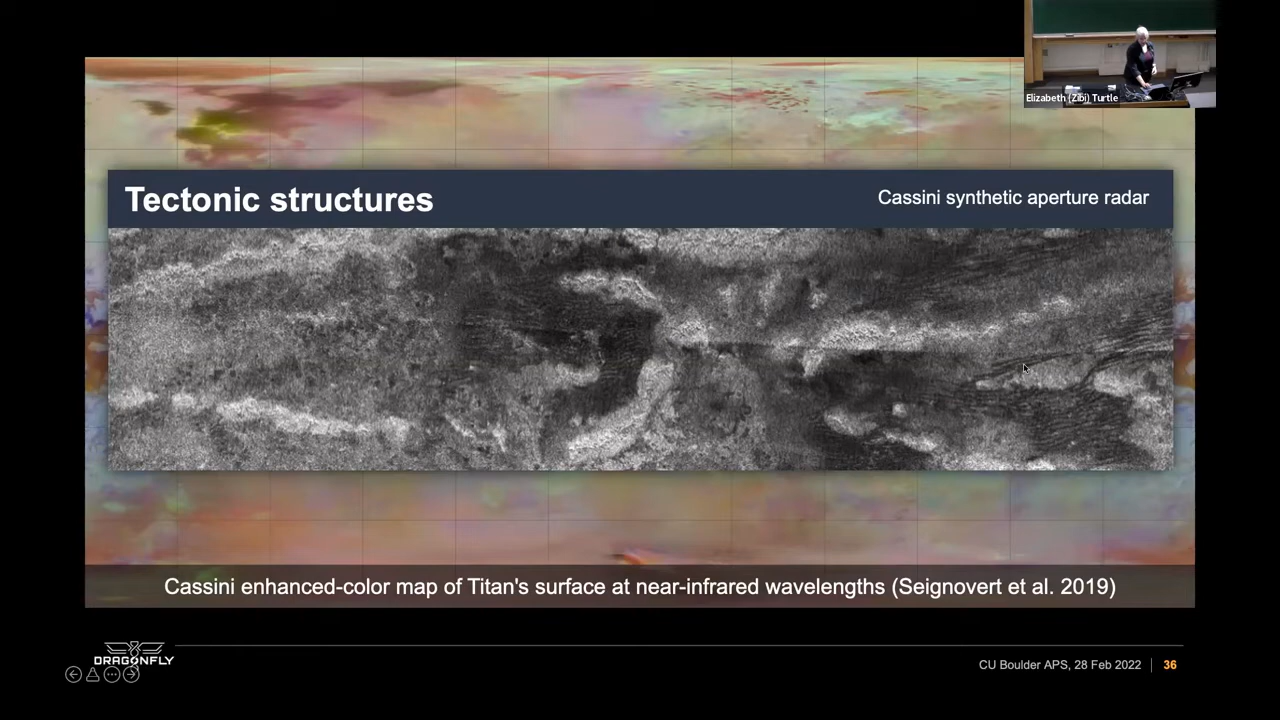 Elizabeth (Zibi) Turtle
Tectonic structures
Cassini synthetic aperture radar
Cassini enhanced-color map of Titan's surface at near-infrared wavelengths (Seignovert et al. 2019)
DRAGONFLY
CU Boulder APS, 28 Feb 2022
36